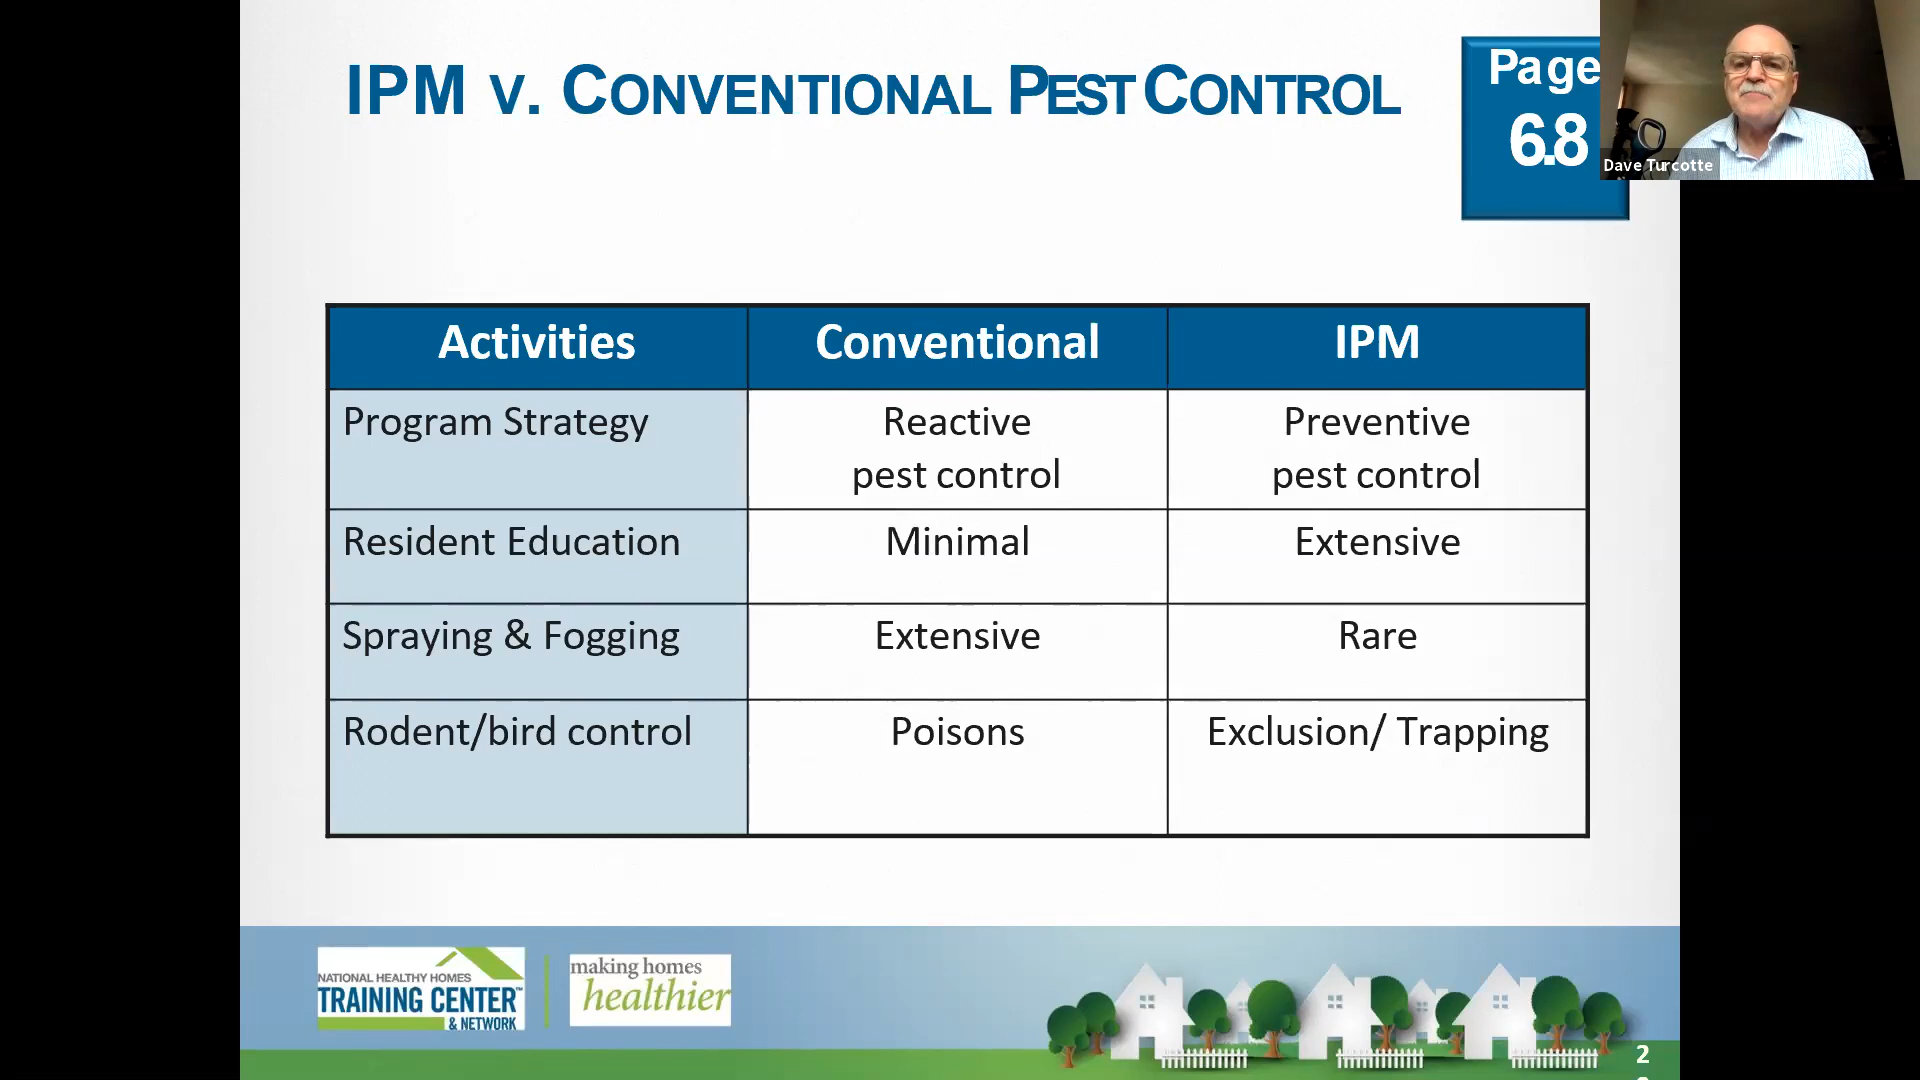 IPM V. CONVENTIONAL PEST CONTROL
Page
6.8
Dave Turcotte
Activities Conventional IPM
Program Strategy Reactive pest control Preventive pest control
Resident Education Minimal Extensive
Spraying & Fogging Extensive Rare
Rodent/bird control Poisons Exclusion/ Trapping
NATIONAL HEALTHY HOMES
TRAINING CENTER™
& NETWORK
making homes
healthier
2